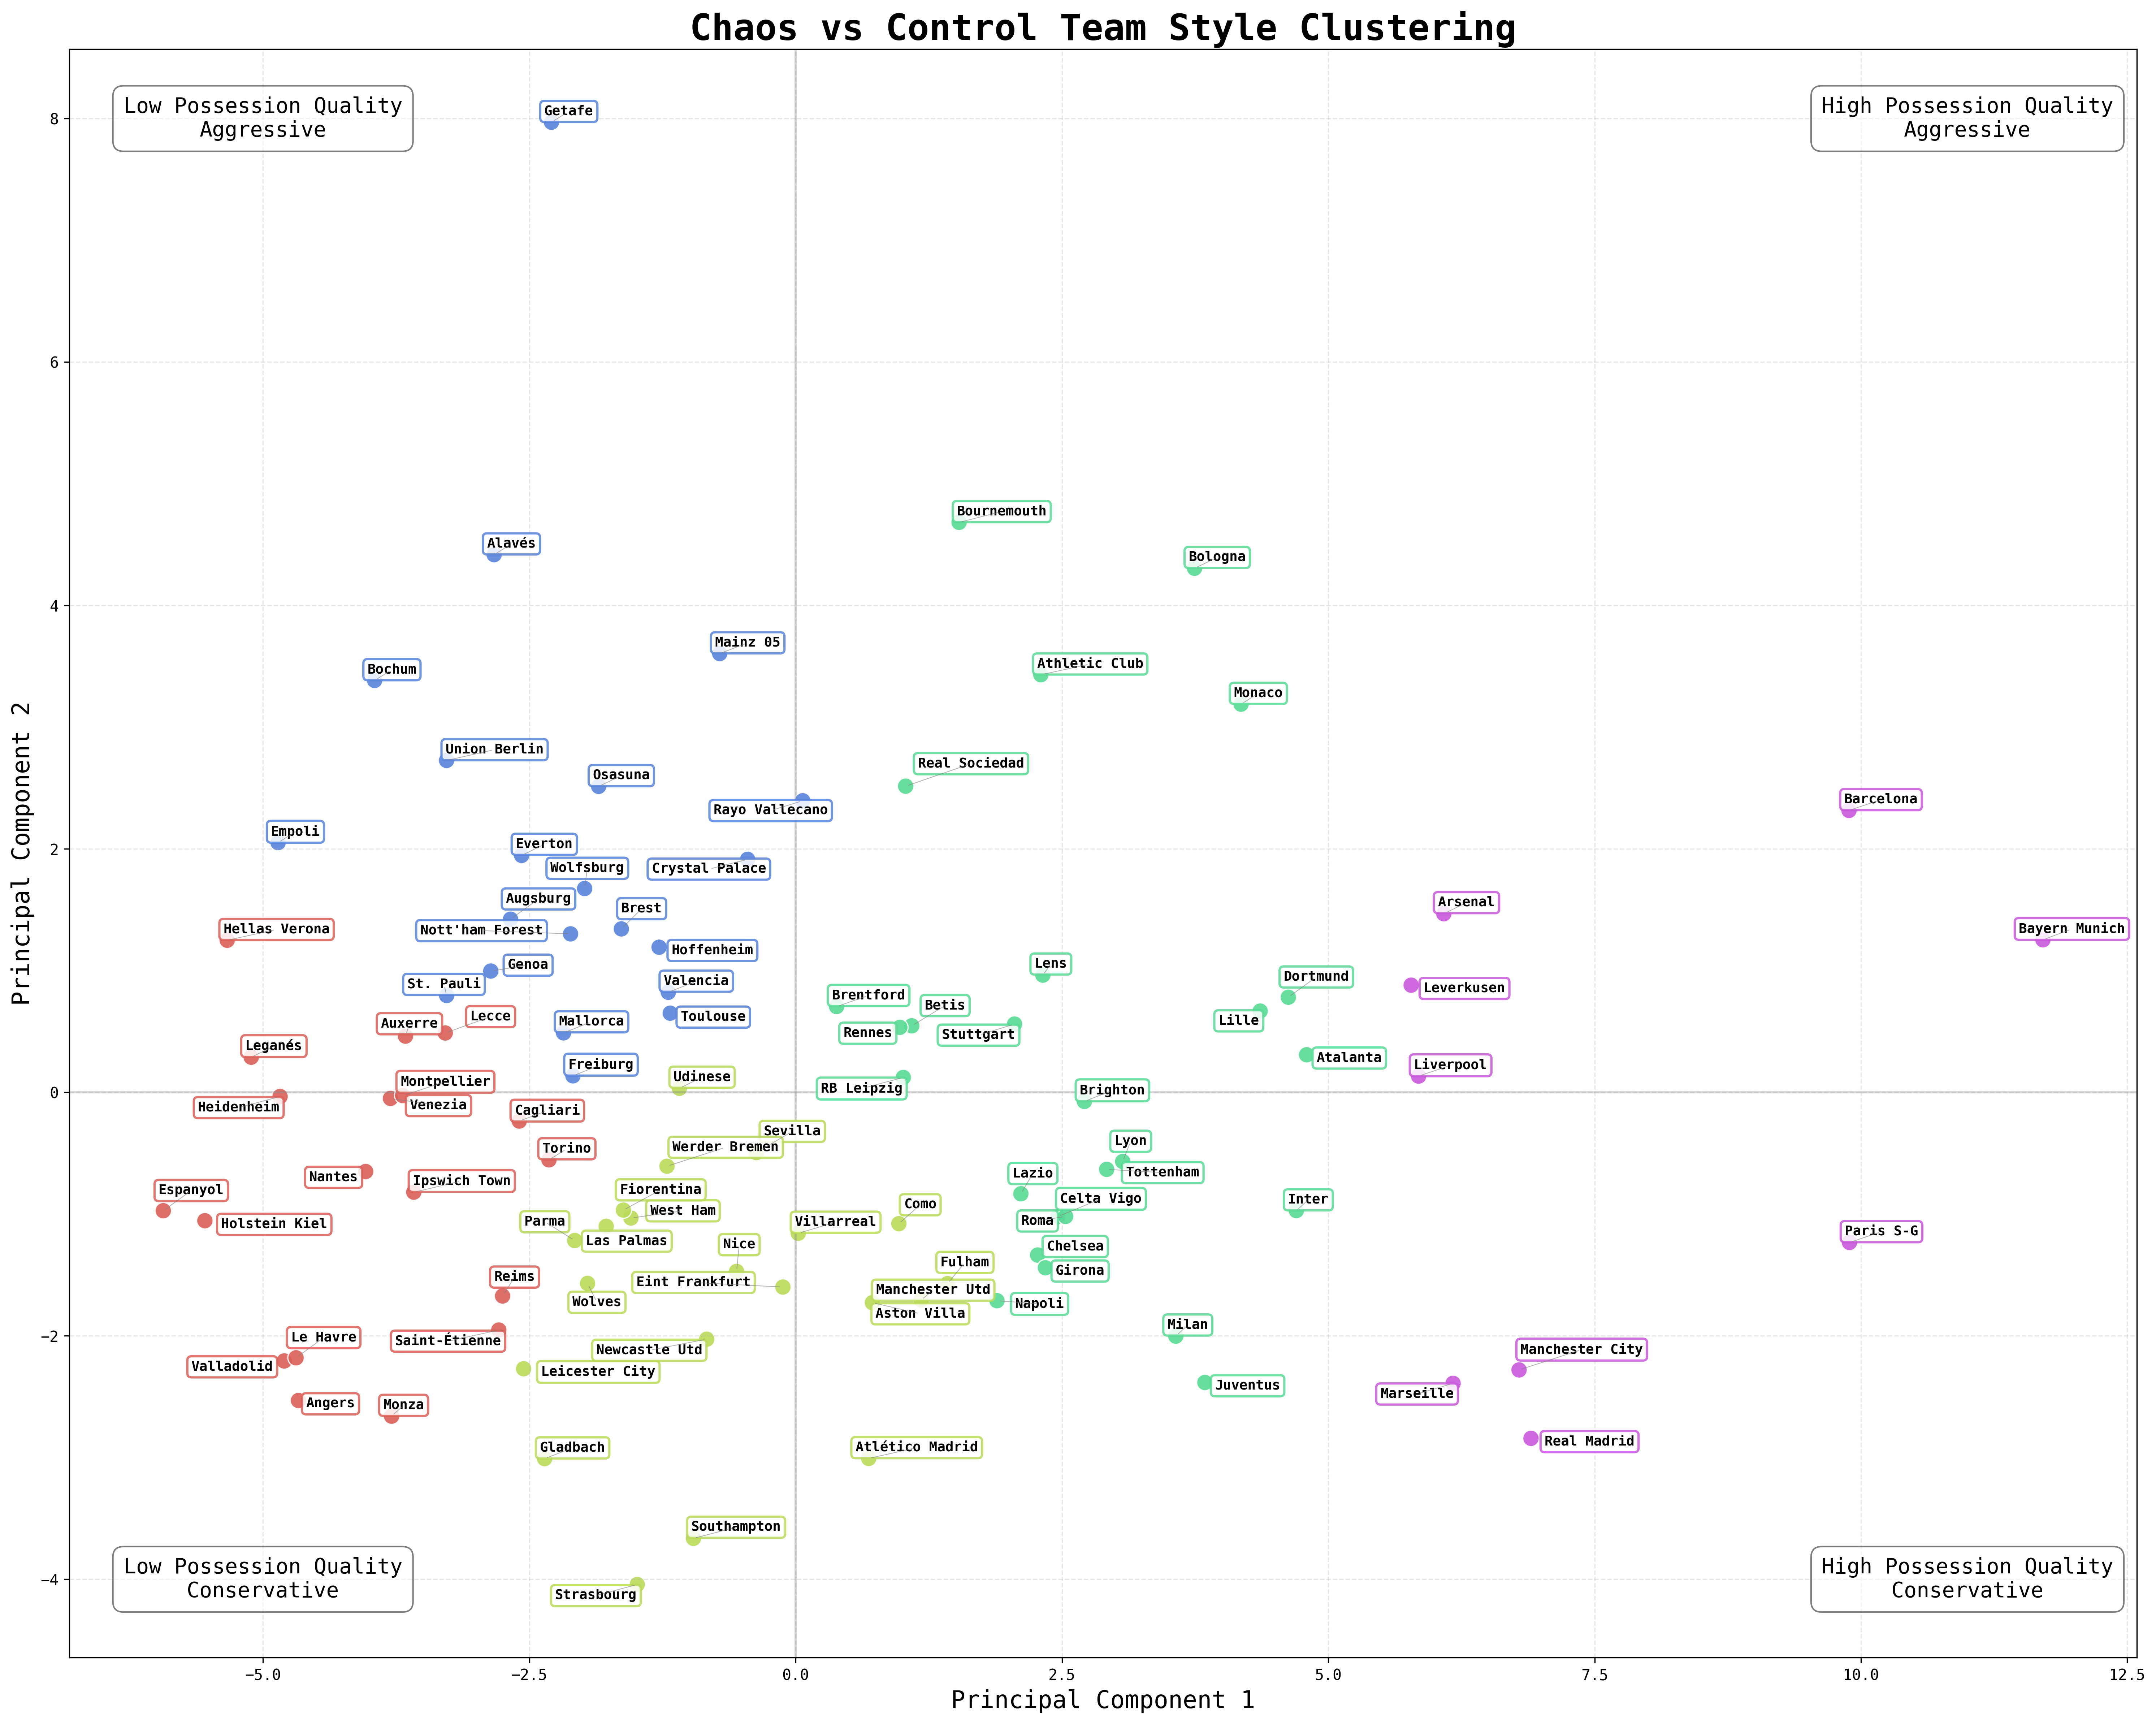 Chaos vs Control Team Style Clustering
Low Possession Quality
Aggressive
High Possession Quality
Aggressive
Getafe
Bournemouth
Alavés
Bologna
Mainz 05
Athletic Club
Bochum
Monaco
Union Berlin
Real Sociedad
Osasuna
Barcelona
Rayo Vallecano
Empoli
Everton
Wolfsburg
Crystal Palace
Augsburg
Arsenal
Brest
Hellas Verona
Nott'ham Forest
Bayern Munich
Hoffenheim
Genoa
Lens
St. Pauli
Valencia
Dortmund
Leverkusen
Brentford
Betis
Lecce
Toulouse
Auxerre
Mallorca
Rennes
Stuttgart
Lille
Leganés
Atalanta
Freiburg
Liverpool
Udinese
Montpellier
RB Leipzig
Brighton
Heidenheim
Venezia
Cagliari
Sevilla
Lyon
Torino
Werder Bremen
Nantes
Lazio
Tottenham
Ipswich Town
Espanyol
Fiorentina
Celta Vigo
Inter
West Ham
Como
Holstein Kiel
Parma
Villarreal
Roma
Paris S-G
Las Palmas
Nice
Chelsea
Fulham
Girona
Reims
Eint Frankfurt
Manchester Utd
Wolves
Aston Villa
Napoli
Milan
Le Havre
Saint-Étienne
Newcastle Utd
Manchester City
Valladolid
Leicester City
Juventus
Marseille
Angers
Monza
Gladbach
Atlético Madrid
Real Madrid
Southampton
Strasbourg
Low Possession Quality
Conservative
High Possession Quality
Conservative
8
6
4
2
0
−2
−4
Principal Component 2
−5.0
−2.5
0.0
2.5
5.0
7.5
10.0
12.5
Principal Component 1